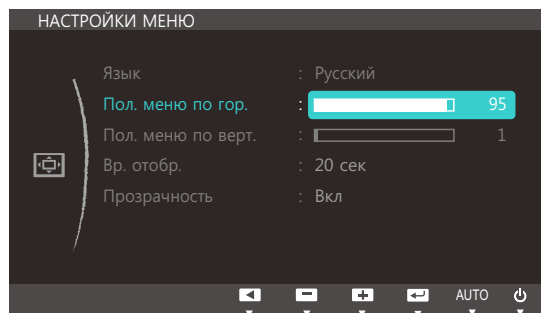 НАСТРОЙКИ МЕНЮ
Язык : Русский
Пол. меню по гор. : 95
Пол. меню по верт. : 1
Вр. отобр. : 20 сек
Прозрачность : Вкл
AUTO